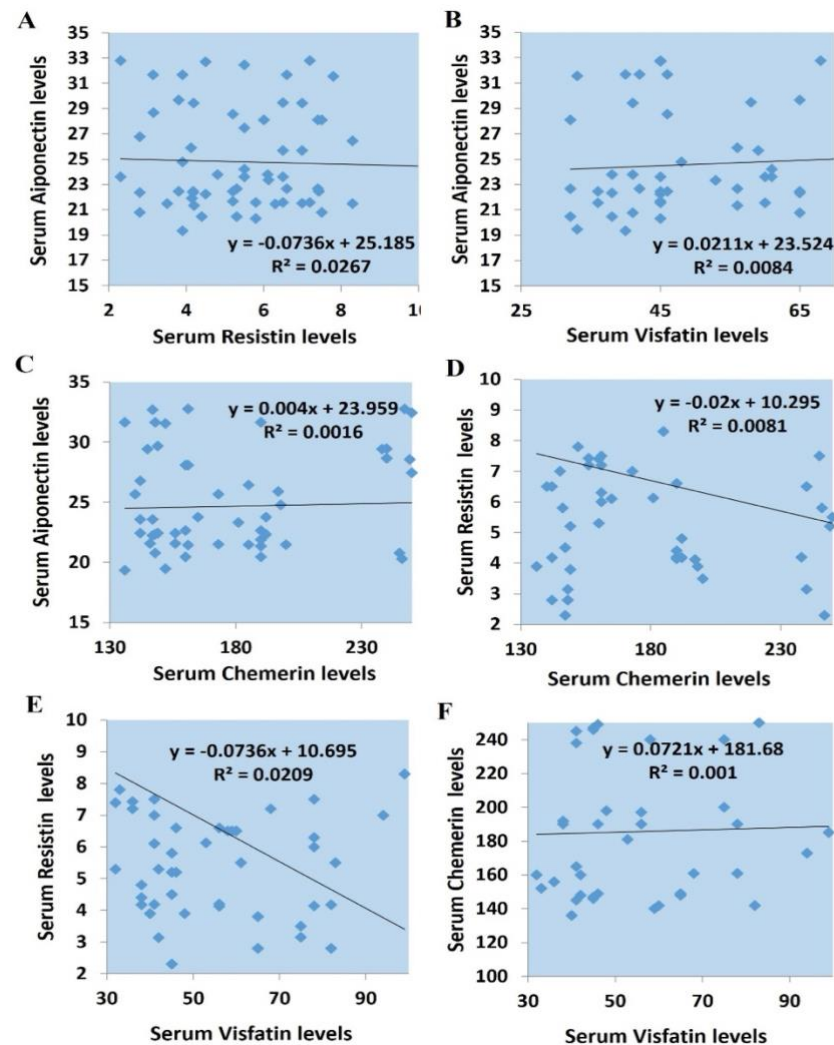 A
Serum Aiponectin levels
35
33
31
29
27
25
23
21
19
17
15
y = -0.0736x + 25.185
R² = 0.0267
2 4 6 8 10
Serum Resistin levels
B
Serum Aiponectin levels
35
33
31
29
27
25
23
21
19
17
15
y = 0.0211x + 23.524
R² = 0.0084
25 45 65
Serum Visfatin levels
C
Serum Aiponectin levels
35
30
25
20
15
y = 0.004x + 23.959
R² = 0.0016
130 180 230
Serum Chemerin levels
D
Serum Resistin levels
10
9
8
7
6
5
4
3
2
y = -0.02x + 10.295
R² = 0.0081
130 180 230
Serum Chemerin levels
E
Serum Resistin levels
10
9
8
7
6
5
4
3
2
y = -0.0736x + 10.695
R² = 0.0209
30 50 70 90
Serum Visfatin levels
F
Serum Chemerin levels
240
220
200
180
160
140
120
100
y = 0.0721x + 181.68
R² = 0.001
30 50 70 90
Serum Visfatin levels